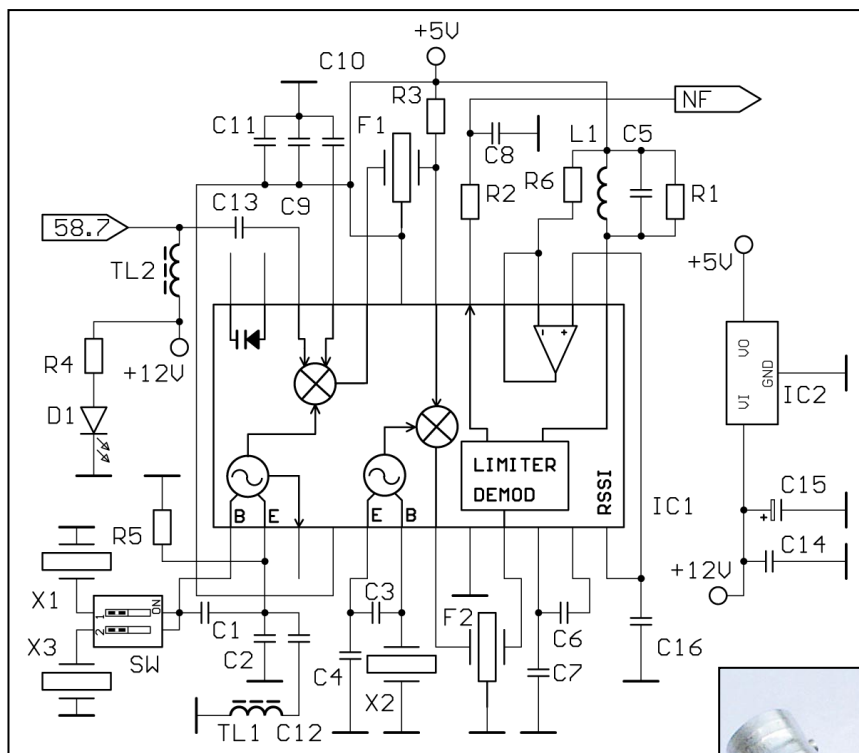 +5V
C10
R3
NF
C11
F1
C8
L1
C5
R2
R6
R1
C13
C9
58.7
+5V
TL2
R4
+12V
VO
GND
VI
IC2
D1
LIMITER
DEMOD
RSSI
B
E
E
B
IC1
C15
+
R5
C14
+12V
X1
ON
1
2
C1
C3
F2
C6
X3
SW
C2
C4
X2
C7
C16
TL1
C12
-
+